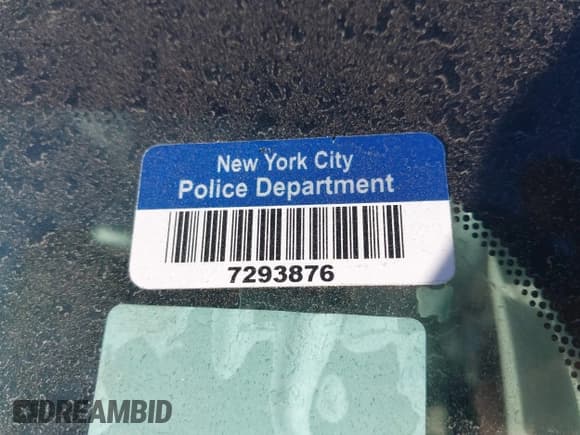 New York City
Police Department
7293876
DREAMBID